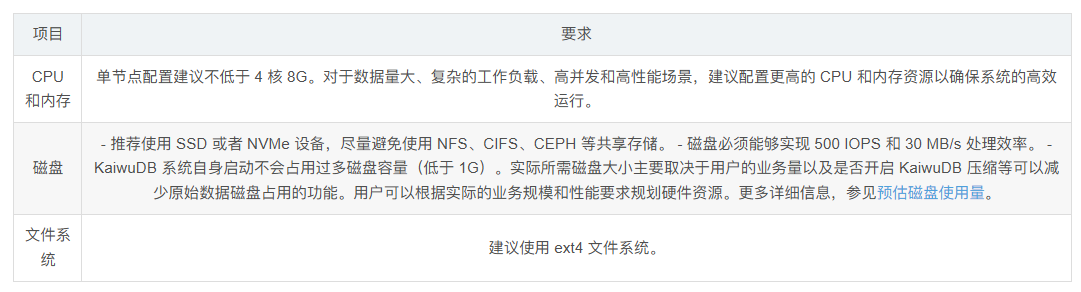 项目
要求
CPU
和内存
单节点配置建议不低于 4 核 8G。对于数据量大、复杂的工作负载、高并发和高性能场景，建议配置更高的 CPU 和内存资源以确保系统的高效
运行。
磁盘
- 推荐使用 SSD 或者 NVMe 设备，尽量避免使用 NFS、CIFS、CEPH 等共享存储。 - 磁盘必须能够实现 500 IOPS 和 30 MB/s 处理效率。 -
KaiwuDB 系统自身启动不会占用过多磁盘容量（低于 1G）。实际所需磁盘大小主要取决于用户的业务量以及是否开启 KaiwuDB 压缩等可以减
少原始数据磁盘占用的功能。用户可以根据实际的业务规模和性能要求规划硬件资源。更多详细信息，参见预估磁盘使用量。
文件系
统
建议使用 ext4 文件系统。